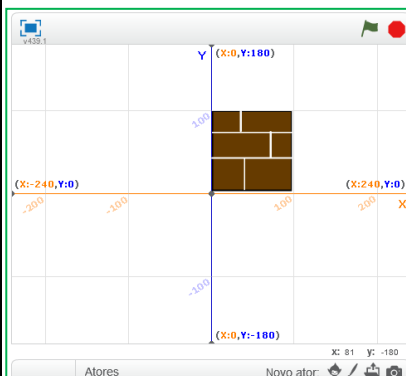 v439.1
Y (X:0,Y:180)
100
(X:-240,Y:0) (X:240,Y:0)
-200 -100 100 200 X
-100
(X:0,Y:-180)
X: 81 y: -180
Atores Novo ator: